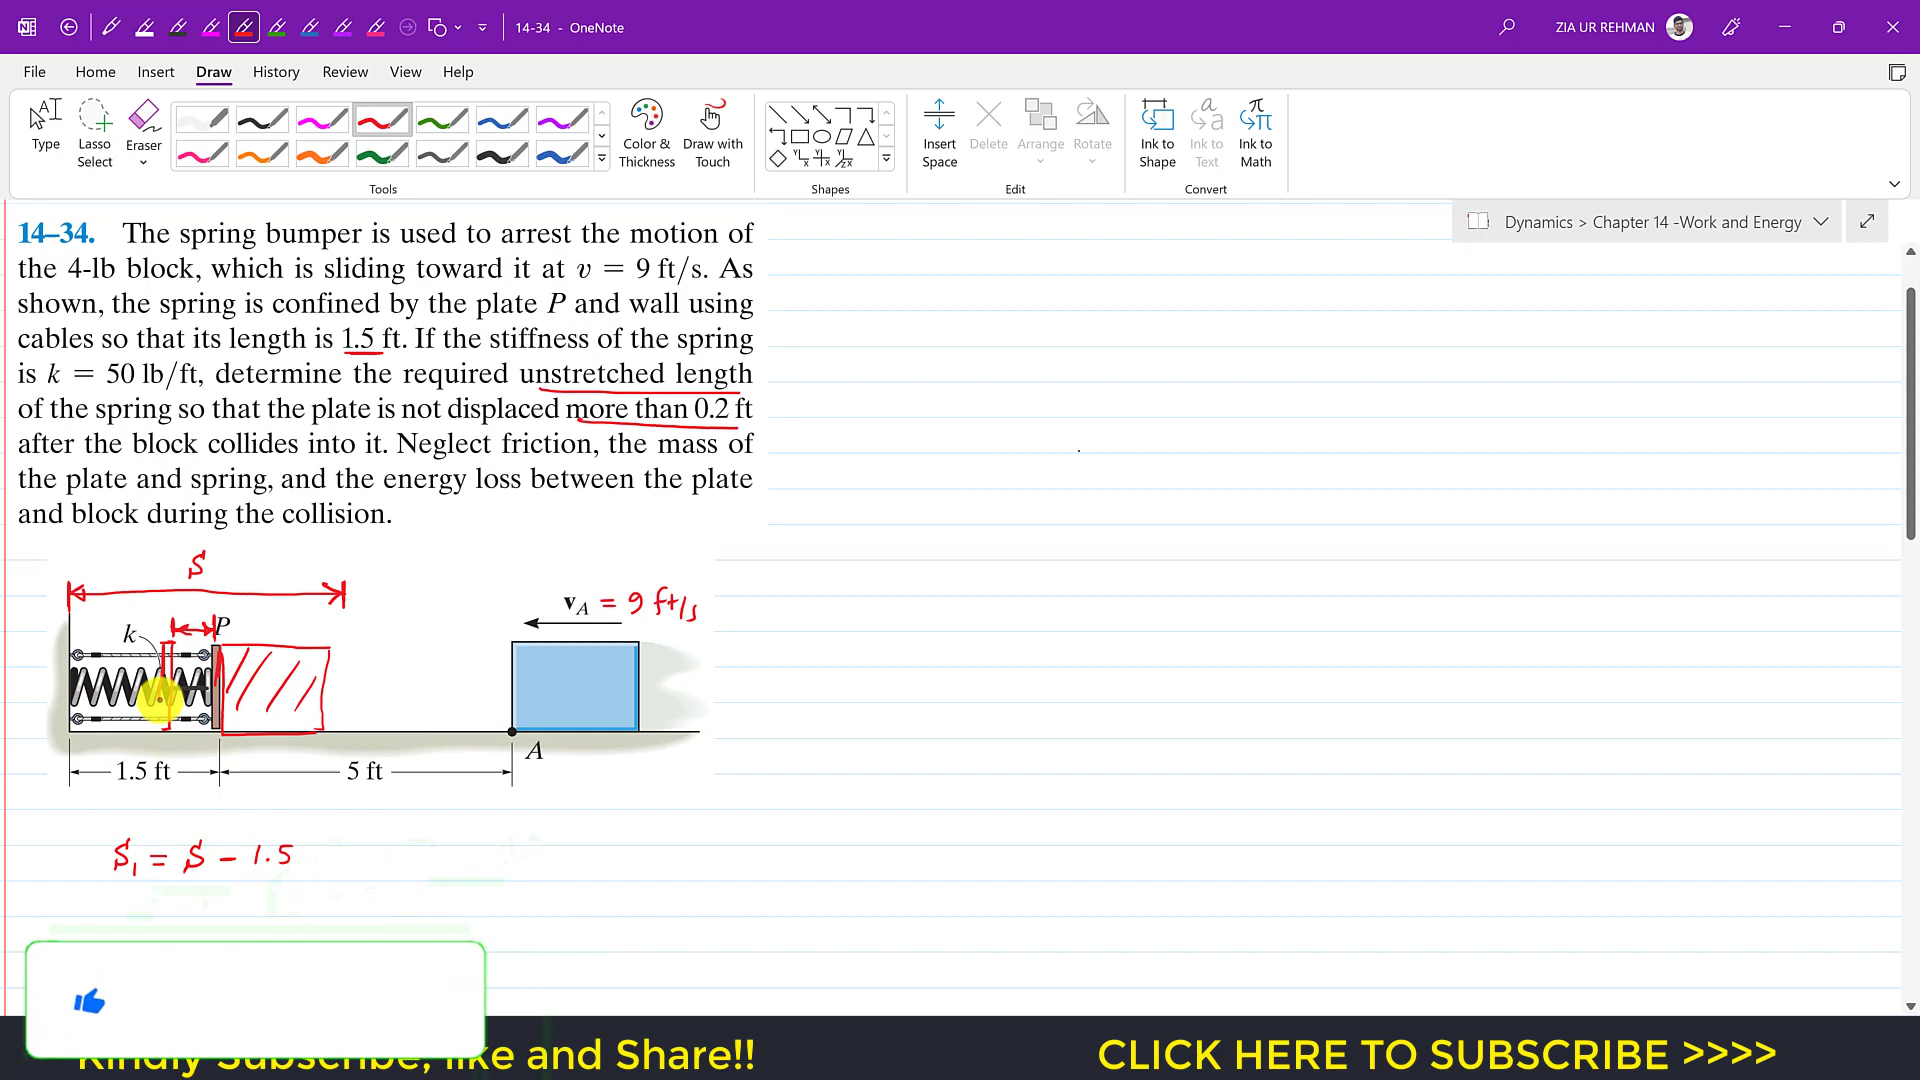 14-34 - OneNote
ZIA UR REHMAN
File Home Insert Draw History Review View Help
Type
Lasso Select
Eraser
Color & Thickness
Draw with Touch
Insert Space
Delete
Arrange
Rotate
Ink to Shape
Ink to Text
Ink to Math
Tools
Shapes
Edit
Convert
Dynamics > Chapter 14 -Work and Energy
14–34. The spring bumper is used to arrest the motion of
the 4-lb block, which is sliding toward it at v = 9 ft/s. As
shown, the spring is confined by the plate P and wall using
cables so that its length is 1.5 ft. If the stiffness of the spring
is k = 50 lb/ft, determine the required unstretched length
of the spring so that the plate is not displaced more than 0.2 ft
after the block collides into it. Neglect friction, the mass of
the plate and spring, and the energy loss between the plate
and block during the collision.
S
vA = 9 ft/s
k
P
A
1.5 ft
5 ft
S1 = S - 1.5
Kindly Subscribe, like and Share!!
CLICK HERE TO SUBSCRIBE >>>>